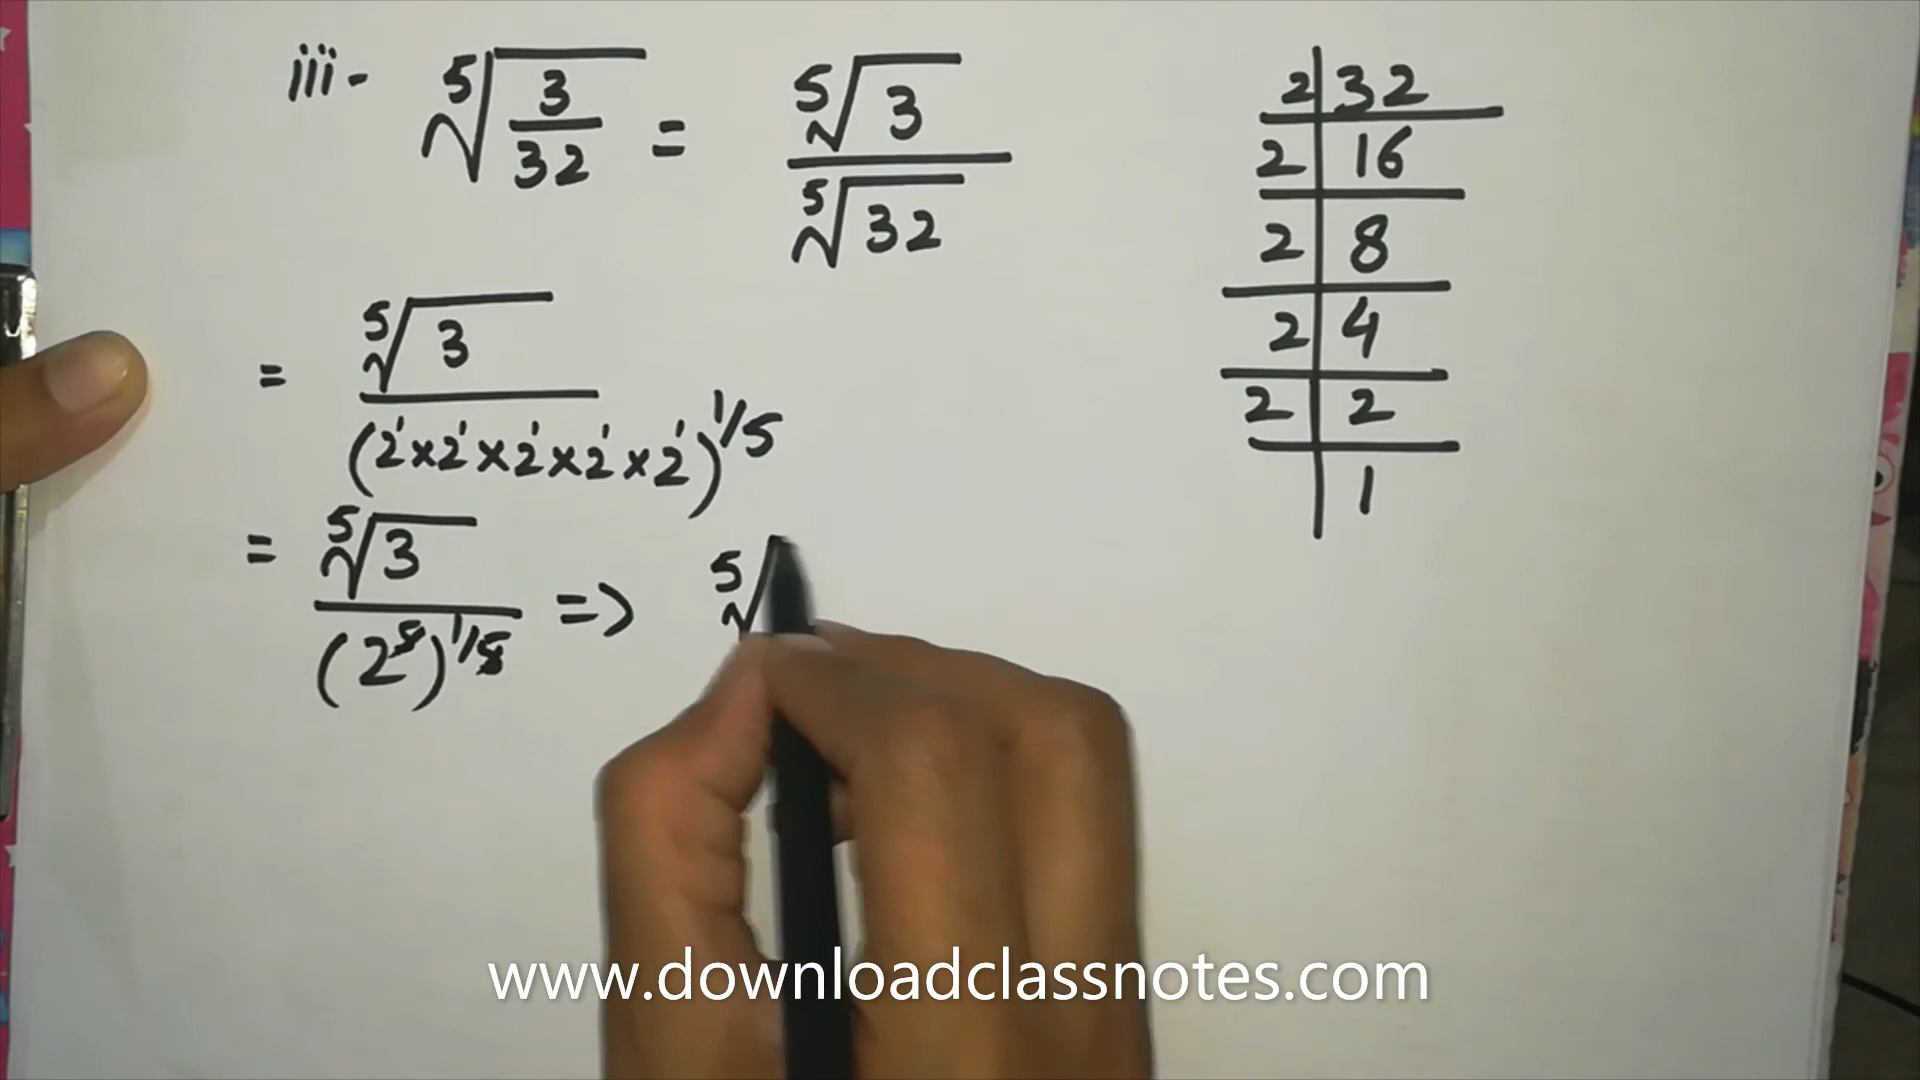 iii- ⁵√(3/32) = ⁵√3 / ⁵√32
= ⁵√3 / (2¹×2¹×2¹×2¹×2¹)^1/5
= ⁵√3 / (2⁵)^1/5 => ⁵√
2|32
2|16
2|8
2|4
2|2
|1
www.downloadclassnotes.com